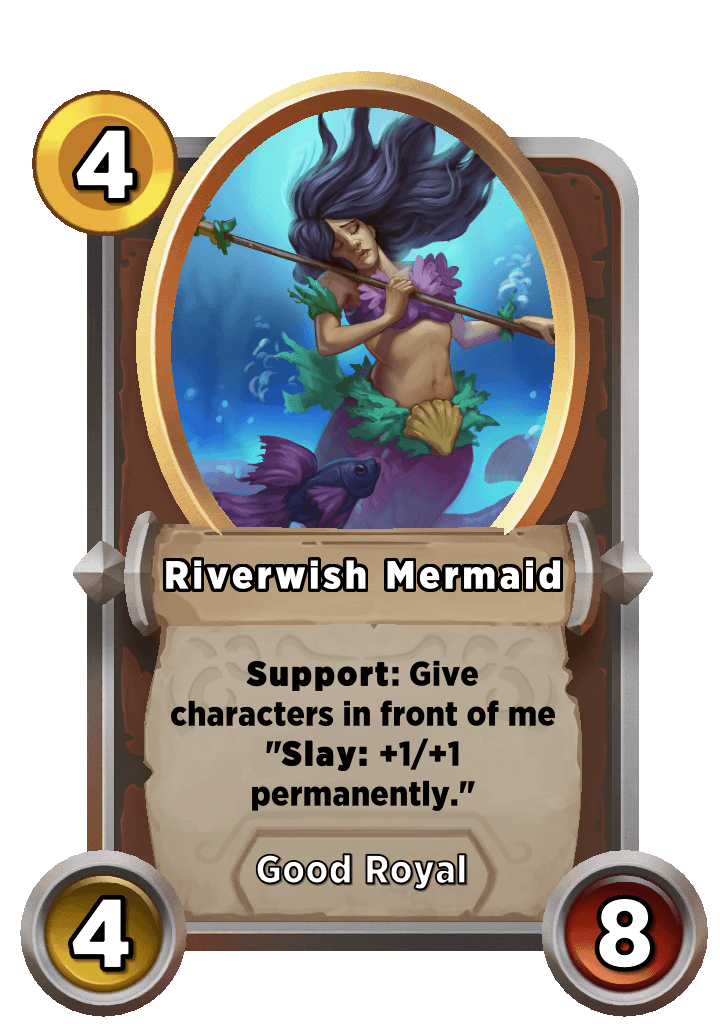 4
Riverwish Mermaid
Support: Give
characters in front of me
"Slay: +1/+1
permanently."
Good Royal
4
8